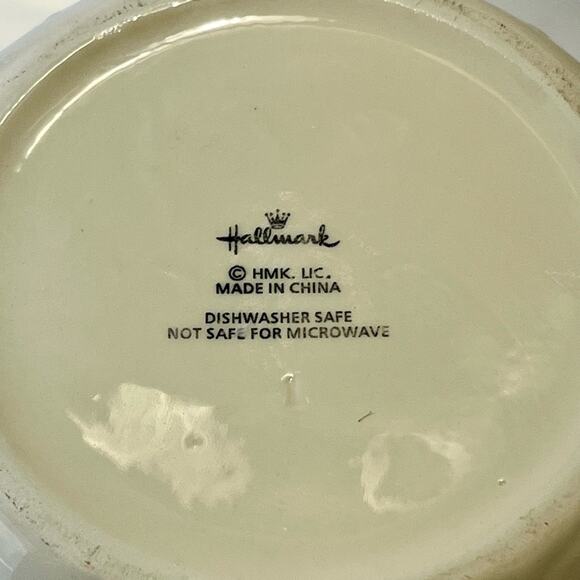 Hallmark
© HMK. LIC.
MADE IN CHINA
DISHWASHER SAFE
NOT SAFE FOR MICROWAVE